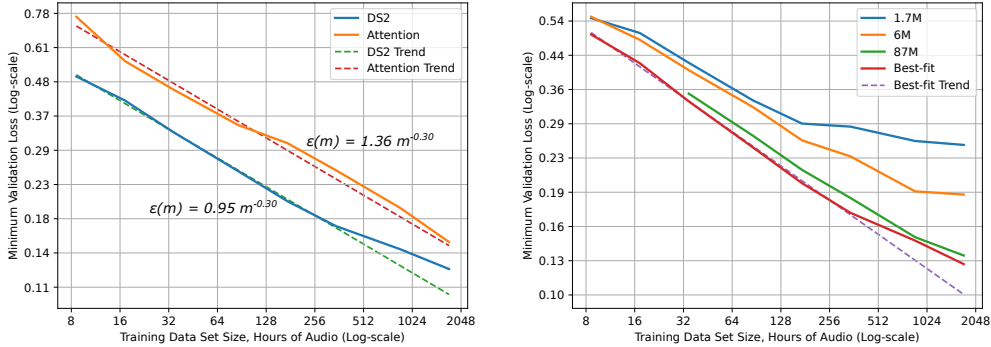 0.78
0.61
0.48
0.37
0.29
0.23
0.18
0.14
0.11
Minimum Validation Loss (Log-scale)
DS2
Attention
DS2 Trend
Attention Trend
ε(m) = 1.36 m^-0.30
ε(m) = 0.95 m^-0.30
8 16 32 64 128 256 512 1024 2048
Training Data Set Size, Hours of Audio (Log-scale)
0.54
0.44
0.36
0.29
0.23
0.19
0.16
0.13
0.10
Minimum Validation Loss (Log-scale)
1.7M
6M
87M
Best-fit
Best-fit Trend
8 16 32 64 128 256 512 1024 2048
Training Data Set Size, Hours of Audio (Log-scale)